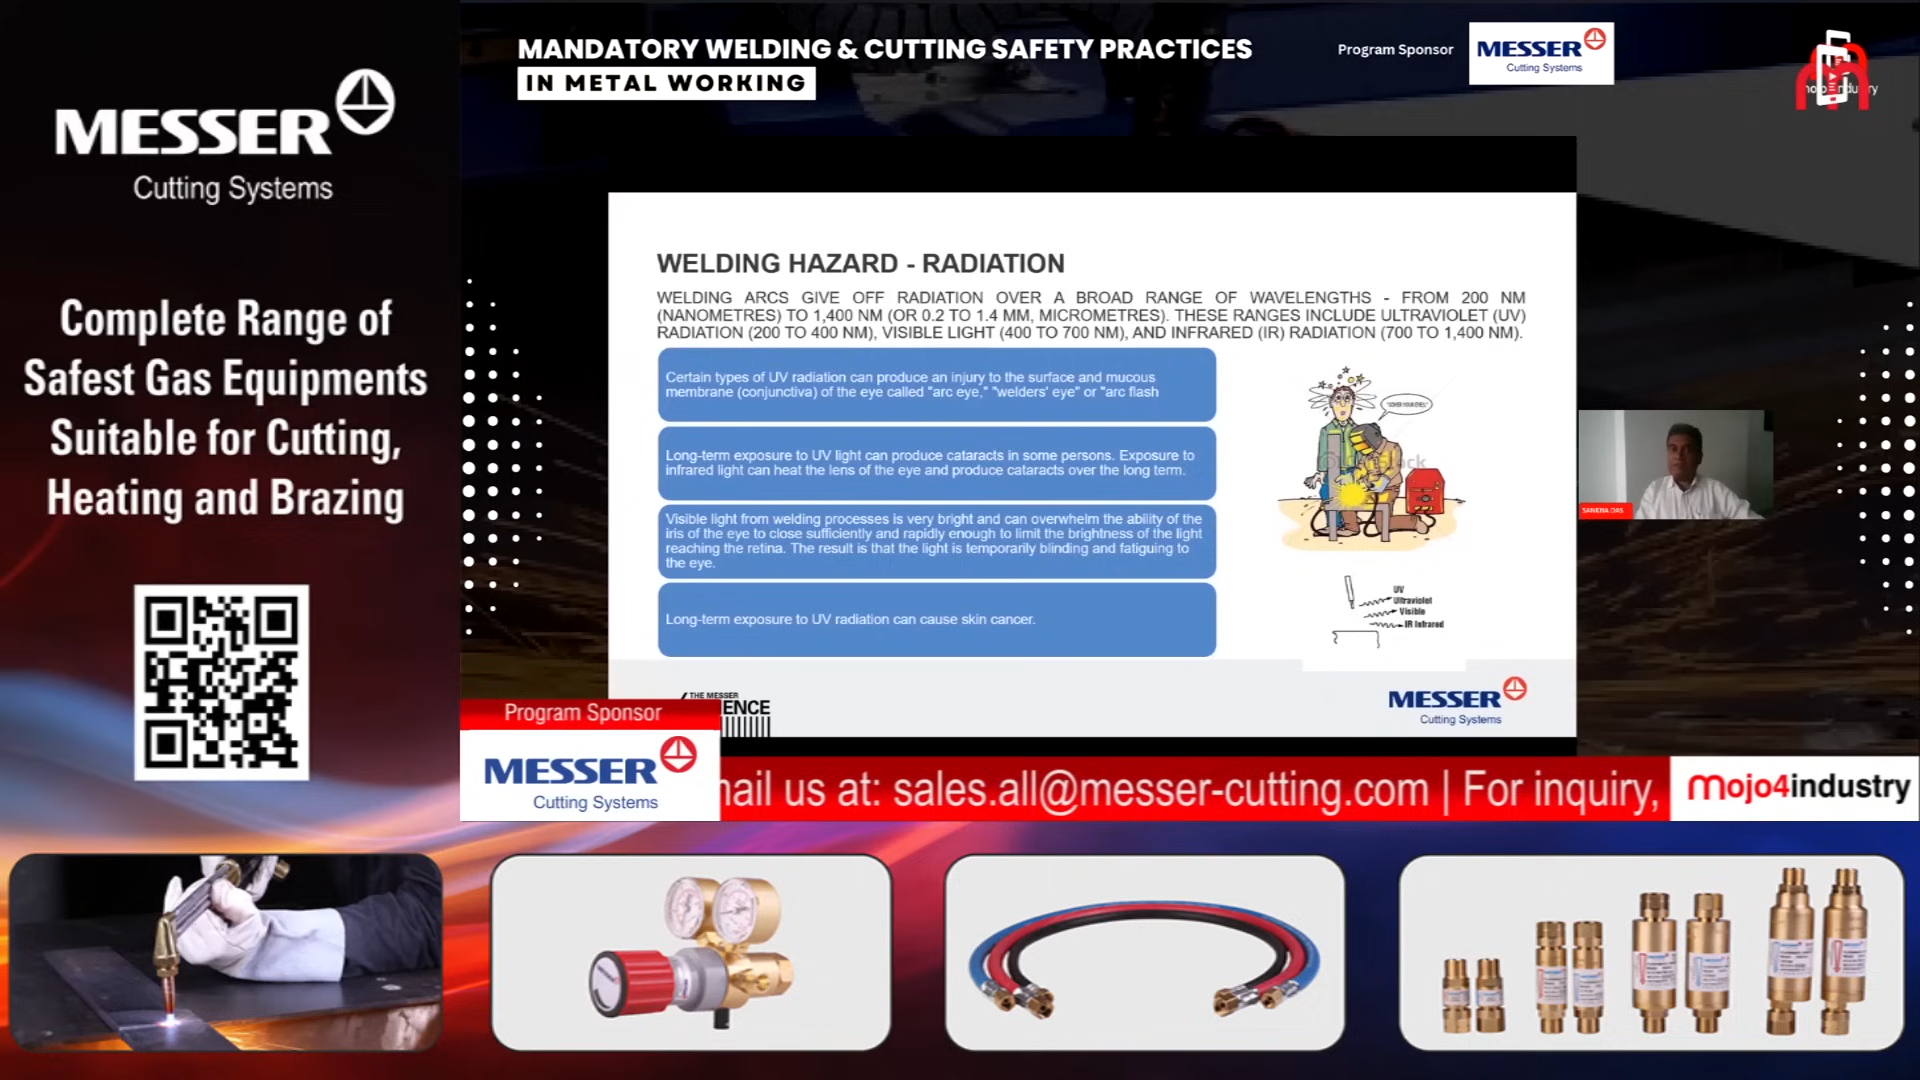 MESSER
Cutting Systems
Complete Range of
Safest Gas Equipments
Suitable for Cutting,
Heating and Brazing
MANDATORY WELDING & CUTTING SAFETY PRACTICES
IN METAL WORKING
Program Sponsor
MESSER
Cutting Systems
WELDING HAZARD - RADIATION
WELDING ARCS GIVE OFF RADIATION OVER A BROAD RANGE OF WAVELENGTHS - FROM 200 NM
(NANOMETRES) TO 1,400 NM (OR 0.2 TO 1.4 MM, MICROMETRES). THESE RANGES INCLUDE ULTRAVIOLET (UV)
RADIATION (200 TO 400 NM), VISIBLE LIGHT (400 TO 700 NM), AND INFRARED (IR) RADIATION (700 TO 1,400 NM).
Certain types of UV radiation can produce an injury to the surface and mucous
membrane (conjunctiva) of the eye called "arc eye," "welders' eye" or "arc flash
Long-term exposure to UV light can produce cataracts in some persons. Exposure to
infrared light can heat the lens of the eye and produce cataracts over the long term.
Visible light from welding processes is very bright and can overwhelm the ability of the
iris of the eye to close sufficiently and rapidly enough to limit the brightness of the light
reaching the retina. The result is that the light is temporarily blinding and fatiguing to
the eye.
Long-term exposure to UV radiation can cause skin cancer.
UV
Ultraviolet
Visible
IR Infrared
THE MESSER
ENCE
MESSER
Cutting Systems
Program Sponsor
MESSER
Cutting Systems
ail us at: sales.all@messer-cutting.com | For inquiry,
mojo4industry